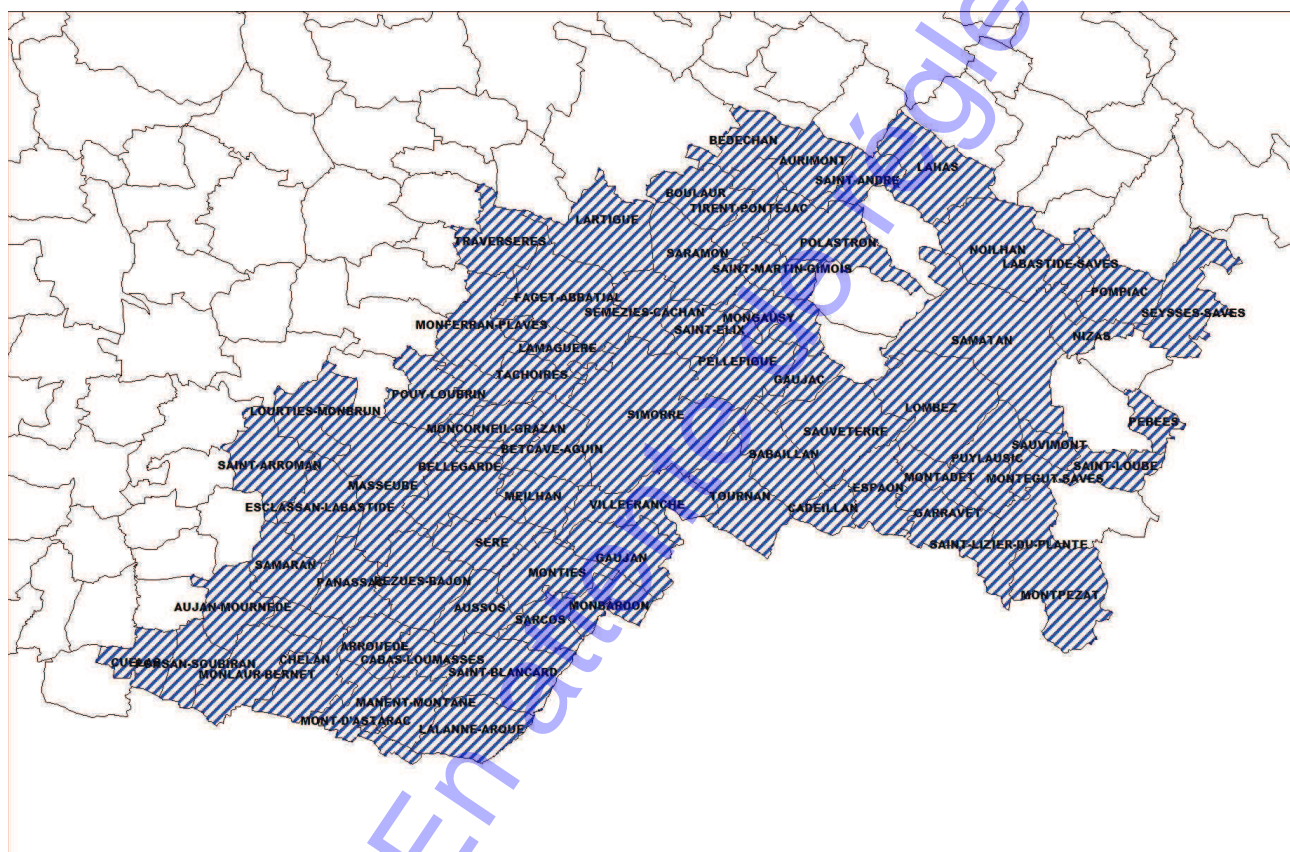 BEDECHAN
AURIMONT
LAHAS
SAINT-ANDRE
BOULAUR
TIRENT-PONTEJAC
LARTIGUE
TRAVERSERES
POLASTRON
SARAMON
NOILHAN
LABASTIDE-SAVES
SAINT-MARTIN-GIMOIS
POMPIAC
FAGET-ABBATIAL
SEMEZIES-CACHAN
MONGAUSY
SEYSSES-SAVES
MONFERRAN-PLAVES
SAINT-ELIX
NIZAS
SAMATAN
LAMAGUERE
PELLEFIGUE
TACHOIRES
GAUJAC
POUY-LOUBRIN
LOURTIES-MONBRUN
LOMBEZ
SIMORRE
PEBEES
MONCORNEIL-GRAZAN
SAUVETERRE
SAUVIMONT
BETCAVE-AGUIN
SABAILLAN
PUYLAUSIC
SAINT-ARROMAN
BELLEGARDE
SAINT-LOUBE
MONTADET
MONTEGUT-SAVES
MASSEUBE
ESPAON
MEILHAN
TOURNAN
VILLEFRANCHE
ESCLASSAN-LABASTIDE
CADEILLAN
GARRAVET
SERE
SAINT-LIZIER-DU-PLANTE
GAUJAN
SAMARAN
MONTIES
PANASSAC
BEZUES-BAJON
MONTPEZAT
AUJAN-MOURNEDE
AUSSOS
MONBARDON
SARCOS
ARROUEDE
CHELAN
CABAS-LOUMASSES
SAINT-BLANCARD
MONLAUR-BERNET
MANENT-MONTANE
MONT-D'ASTARAC
LALANNE-ARQUE
En attente de